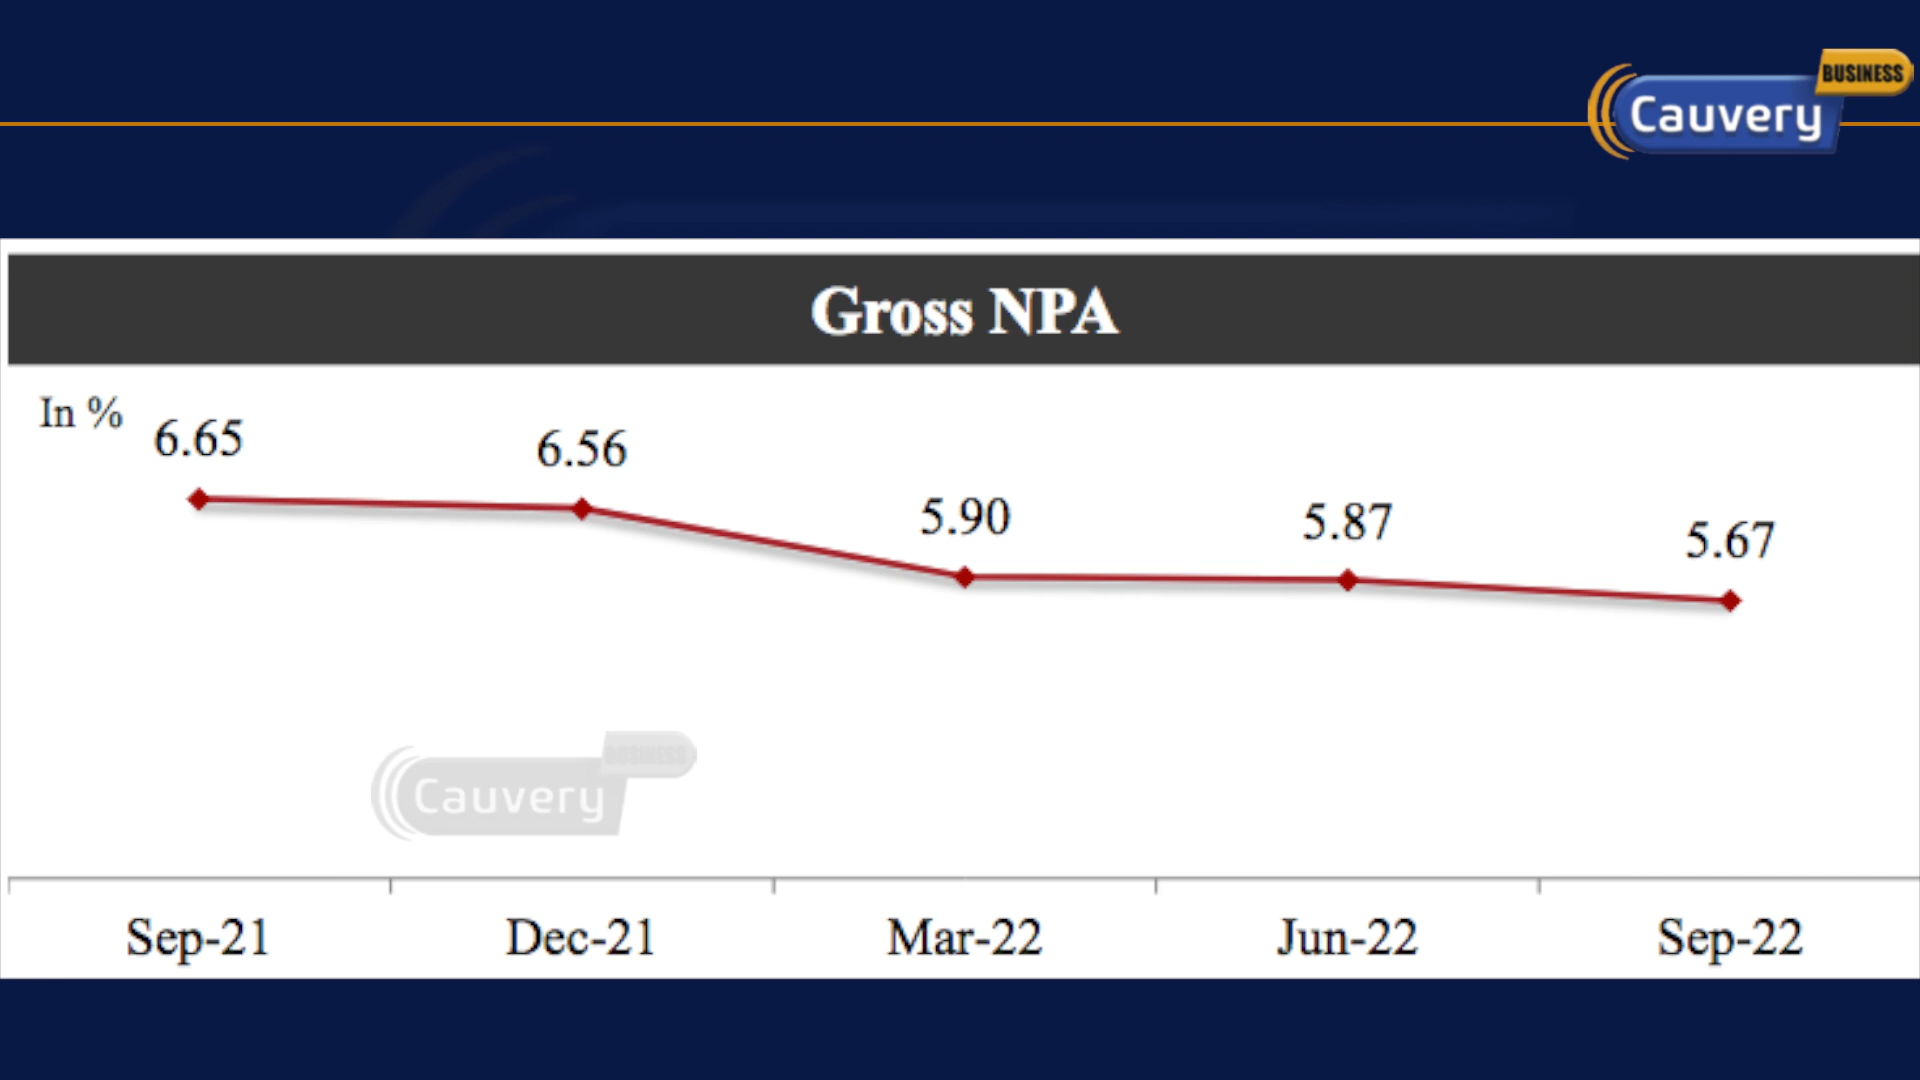 BUSINESS
Cauvery
Gross NPA
In %
6.65
6.56
5.90
5.87
5.67
BUSINESS
Cauvery
Sep-21 Dec-21 Mar-22 Jun-22 Sep-22